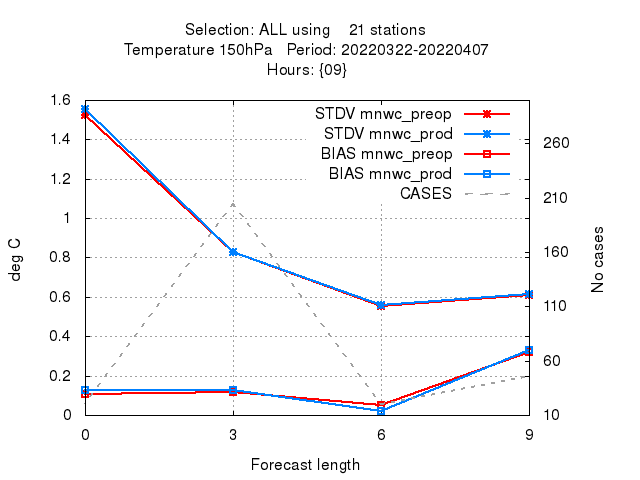 Selection: ALL using    21 stations
Temperature 150hPa   Period: 20220322-20220407
Hours: {09}
STDV mnwc_preop
STDV mnwc_prod
BIAS mnwc_preop
BIAS mnwc_prod
CASES
deg C
1.6
1.4
1.2
1
0.8
0.6
0.4
0.2
0
No cases
260
210
160
110
60
10
0 3 6 9
Forecast length